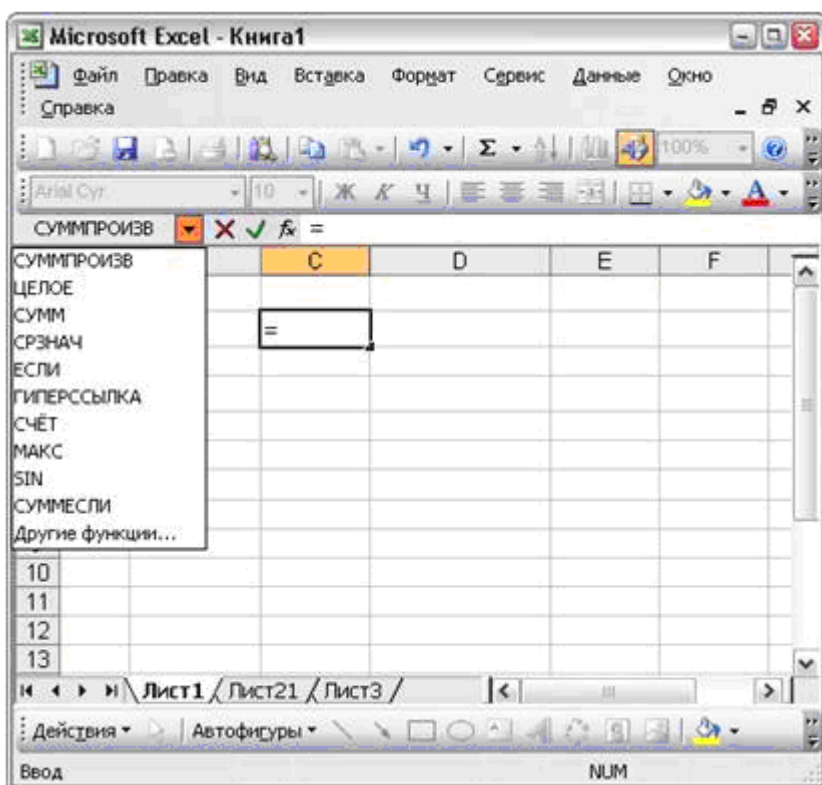 Microsoft Excel - Книга1
Файл Правка Вид Вставка Формат Сервис Данные Окно
Справка
Σ 100%
Arial Cyr 10 Ж К Ч А
СУММПРОИЗВ fx =
СУММПРОИЗВ C D E F
ЦЕЛОЕ
СУММ =
СРЗНАЧ
ЕСЛИ
ГИПЕРССЫЛКА
СЧЁТ
МАКС
SIN
СУММЕСЛИ
Другие функции...
10
11
12
13
Лист1 Лист21 Лист3
Действия Автофигуры
Ввод NUM